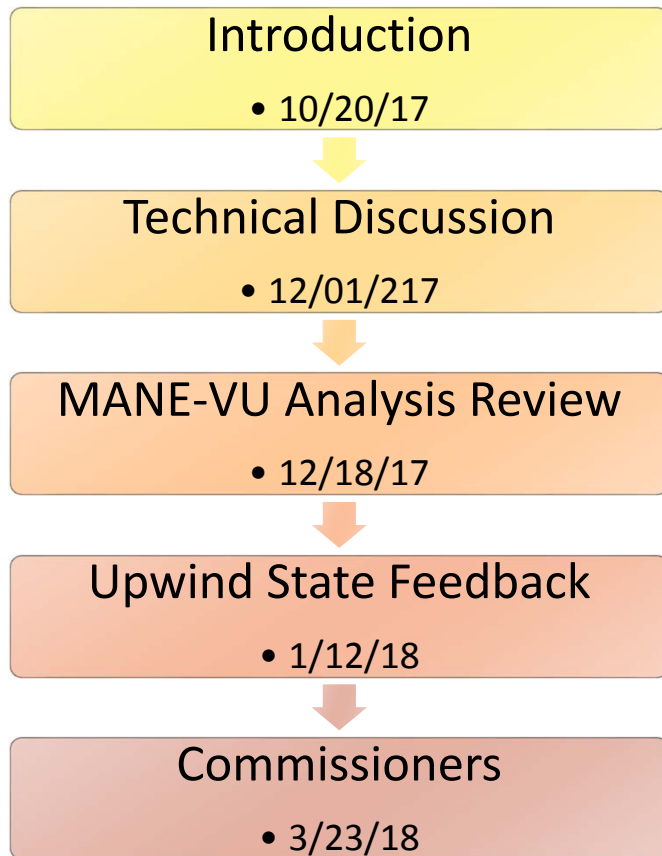 Introduction
• 10/20/17
Technical Discussion
• 12/01/217
MANE-VU Analysis Review
• 12/18/17
Upwind State Feedback
• 1/12/18
Commissioners
• 3/23/18